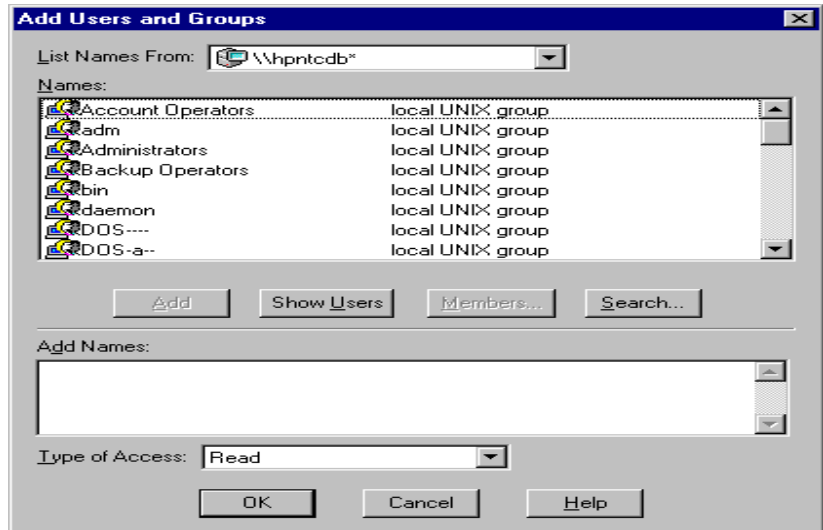 Add Users and Groups
List Names From: \\hpntcdb*
Names:
Account Operators local UNIX group
adm local UNIX group
Administrators local UNIX group
Backup Operators local UNIX group
bin local UNIX group
daemon local UNIX group
DOS---- local UNIX group
DOS-a-- local UNIX group
Add Show Users Members... Search...
Add Names:
Type of Access: Read
OK Cancel Help